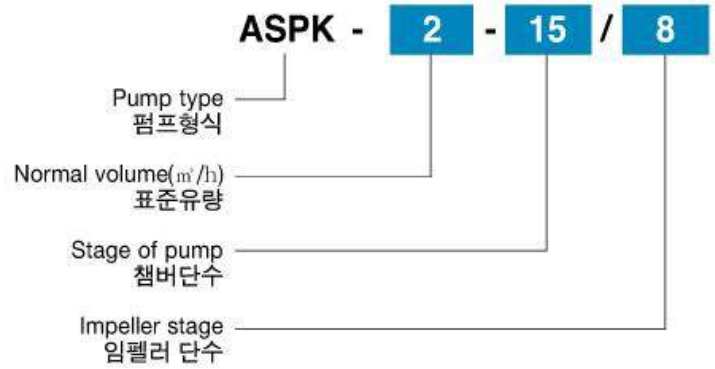 ASPK - 2 - 15 / 8
Pump type
펌프형식
Normal volume(㎥/h)
표준유량
Stage of pump
챔버단수
Impeller stage
임펠러 단수